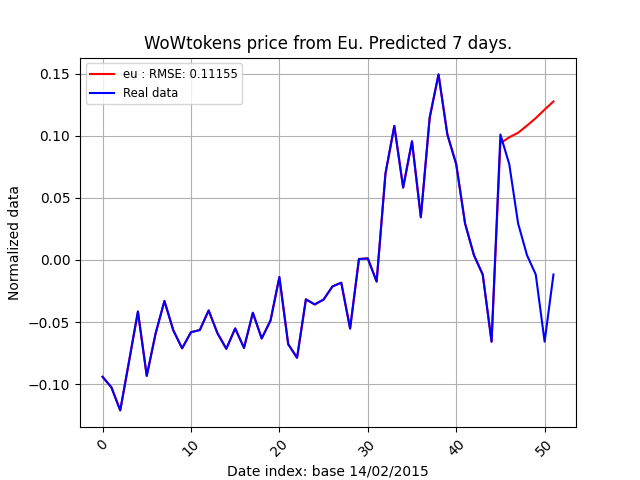 WoWtokens price from Eu. Predicted 7 days.
eu : RMSE: 0.11155
Real data
Normalized data
0.15
0.10
0.05
0.00
−0.05
−0.10
0
10
20
30
40
50
Date index: base 14/02/2015